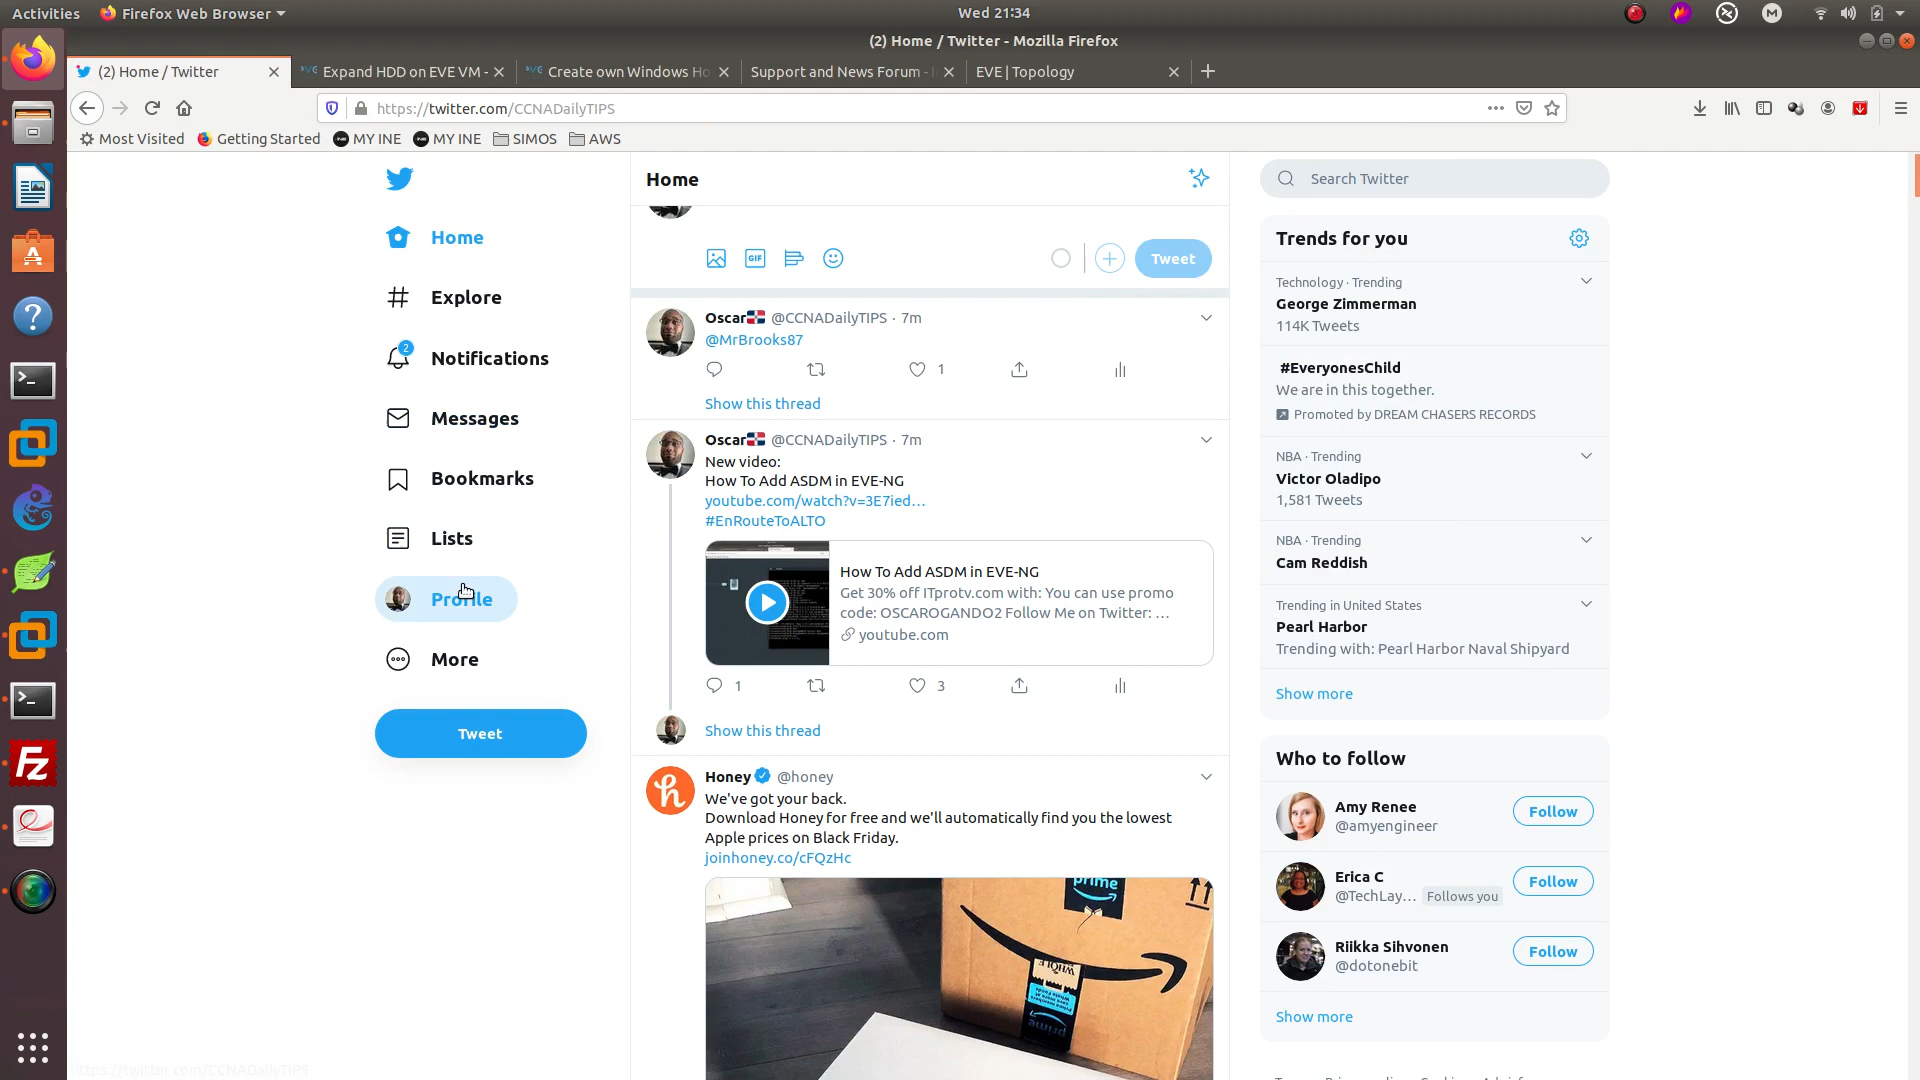 Activities
Firefox Web Browser
Wed 21:34
(2) Home / Twitter - Mozilla Firefox
(2) Home / Twitter
Expand HDD on EVE VM -
Create own Windows Ho
Support and News Forum -
EVE | Topology
https://twitter.com/CCNADailyTIPS
Most Visited
Getting Started
MY INE
MY INE
SIMOS
AWS
Home
Explore
2
Notifications
Messages
Bookmarks
Lists
Profile
More
Tweet
https://twitter.com/CCNADailyTIPS
Home
GIF
Tweet
Oscar @CCNADailyTIPS · 7m
@MrBrooks87
1
Show this thread
Oscar @CCNADailyTIPS · 7m
New video:
How To Add ASDM in EVE-NG
youtube.com/watch?v=3E7ied…
#EnRouteToALTO
How To Add ASDM in EVE-NG
Get 30% off ITprotv.com with: You can use promo
code: OSCAROGANDO2 Follow Me on Twitter: …
youtube.com
1
3
Show this thread
Honey @honey
We've got your back.
Download Honey for free and we'll automatically find you the lowest
Apple prices on Black Friday.
joinhoney.co/cFQzHc
prime
WHOLE
prime
Search Twitter
Trends for you
Technology · Trending
George Zimmerman
114K Tweets
#EveryonesChild
We are in this together.
Promoted by DREAM CHASERS RECORDS
NBA · Trending
Victor Oladipo
1,581 Tweets
NBA · Trending
Cam Reddish
Trending in United States
Pearl Harbor
Trending with: Pearl Harbor Naval Shipyard
Show more
Who to follow
Amy Renee
@amyengineer
Follow
Erica C
@TechLay… Follows you
Follow
Riikka Sihvonen
@dotonebit
Follow
Show more